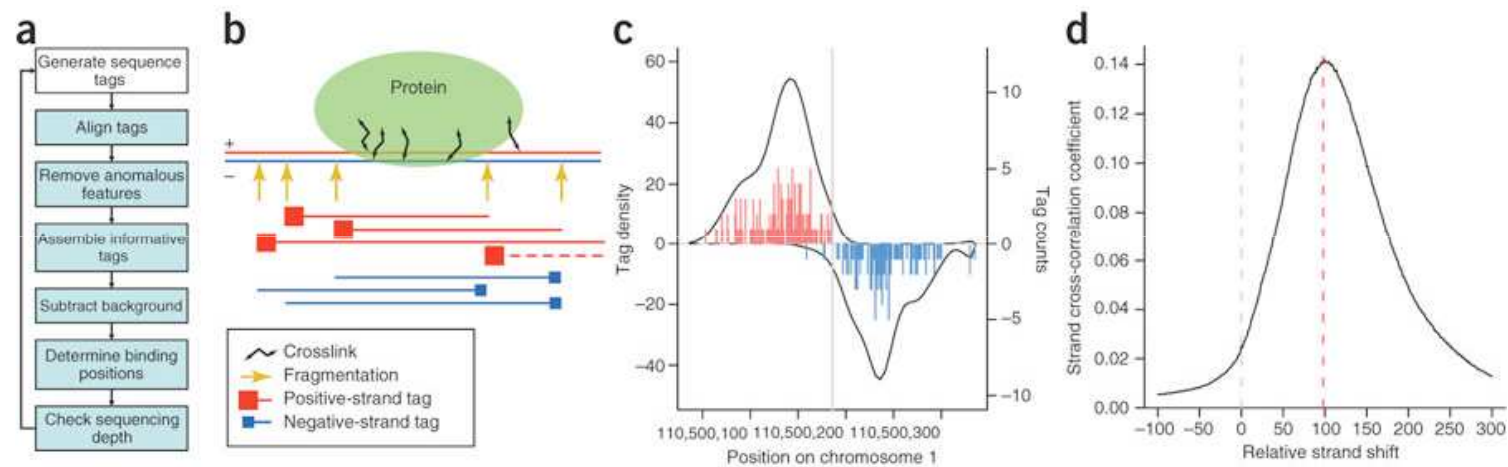 a
Generate sequence
tags
Align tags
Remove anomalous
features
Assemble informative
tags
Subtract background
Determine binding
positions
Check sequencing
depth
b
Protein
+
−
Crosslink
Fragmentation
Positive-strand tag
Negative-strand tag
c
60
40
20
0
−20
−40
Tag density
10
5
0
−5
−10
Tag counts
110,500,100 110,500,200 110,500,300
Position on chromosome 1
d
0.14
0.12
0.10
0.08
0.06
0.04
0.02
0.00
Strand cross-correlation coefficient
−100 −50 0 50 100 150 200 250 300
Relative strand shift